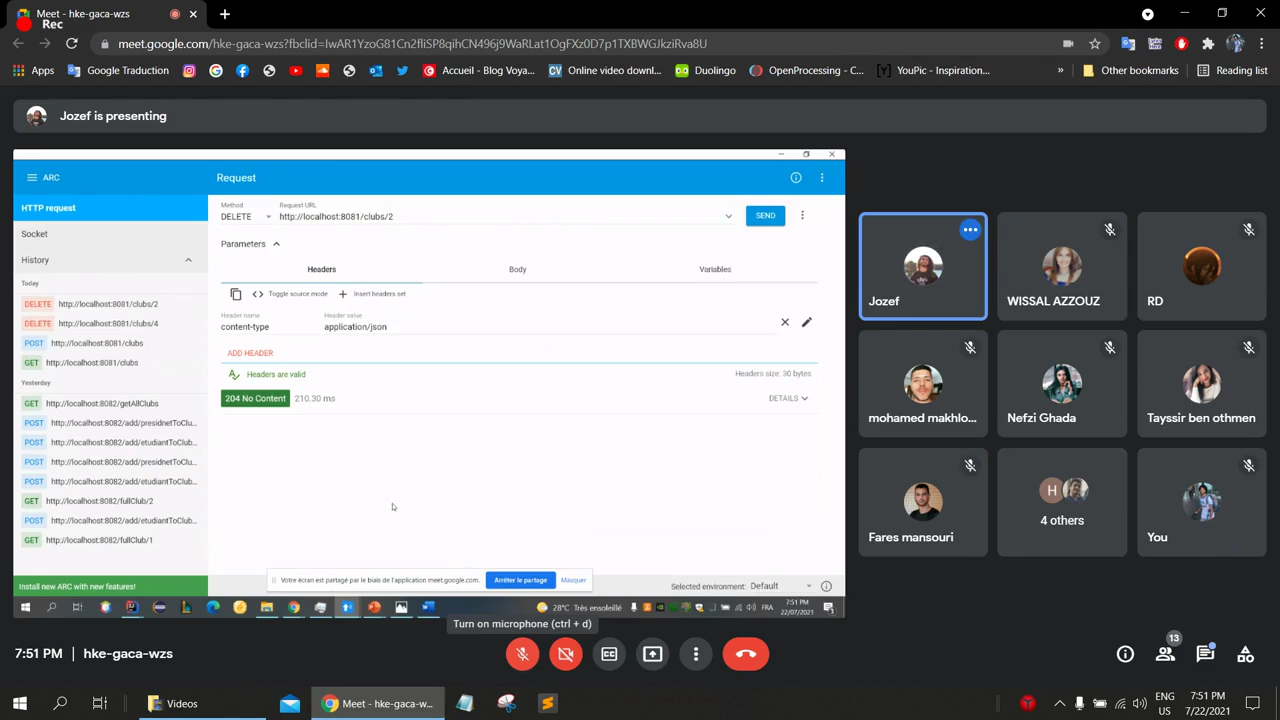 Meet - hke-gaca-wzs
Rec
meet.google.com/hke-gaca-wzs?fbclid=IwAR1YzoG81Cn2fliSP8qihCN496j9WaRLat1OgFXz0D7p1TXBWGJkziRva8U
Apps
Google Traduction
Accueil - Blog Voya...
Online video downl...
Duolingo
OpenProcessing - C...
YouPic - Inspiration...
»
Other bookmarks
Reading list
Jozef is presenting
ARC
Request
HTTP request
Socket
History
Today
DELETE http://localhost:8081/clubs/2
DELETE http://localhost:8081/clubs/4
POST http://localhost:8081/clubs
GET http://localhost:8081/clubs
Yesterday
GET http://localhost:8082/getAllClubs
POST http://localhost:8082/add/presidnetToClu...
POST http://localhost:8082/add/etudiantToClub...
POST http://localhost:8082/add/presidnetToClu...
POST http://localhost:8082/add/etudiantToClub...
GET http://localhost:8082/fullClub/2
POST http://localhost:8082/add/etudiantToClub...
GET http://localhost:8082/fullClub/1
Install new ARC with new features!
Method
DELETE
Request URL
http://localhost:8081/clubs/2
SEND
Parameters
Headers
Body
Variables
Toggle source mode
Insert headers set
Header name
content-type
Header value
application/json
ADD HEADER
Headers are valid
Headers size: 30 bytes
204 No Content
210.30 ms
DETAILS
Votre écran est partagé par le biais de l'application meet.google.com.
Arrêter le partage
Masquer
Selected environment: Default
28°C Très ensoleillé
FRA
7:51 PM
22/07/2021
Jozef
WISSAL AZZOUZ
RD
mohamed makhlo...
Nefzi Ghada
Tayssir ben othmen
Fares mansouri
H
4 others
You
Turn on microphone (ctrl + d)
7:51 PM | hke-gaca-wzs
13
Videos
Meet - hke-gaca-w...
ENG
US
7:51 PM
7/22/2021